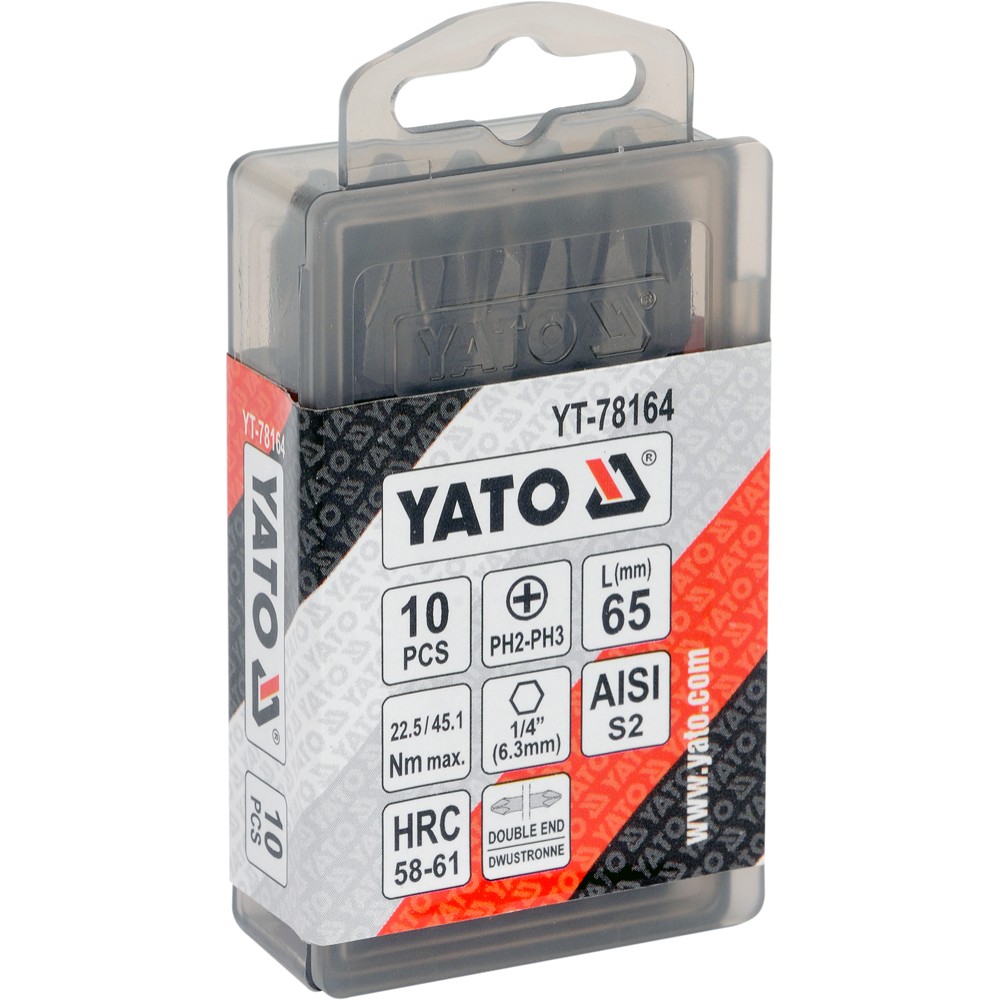 YATO ®
YT-78164
YATO ®
10
PCS
PH2-PH3
L (mm)
65
22.5/45.1
Nm max.
1/4”
(6.3mm)
AISI
S2
HRC
58-61
DOUBLE END
DWUSTRONNE
www.yato.com
YT-78164
YATO ®
10
PCS